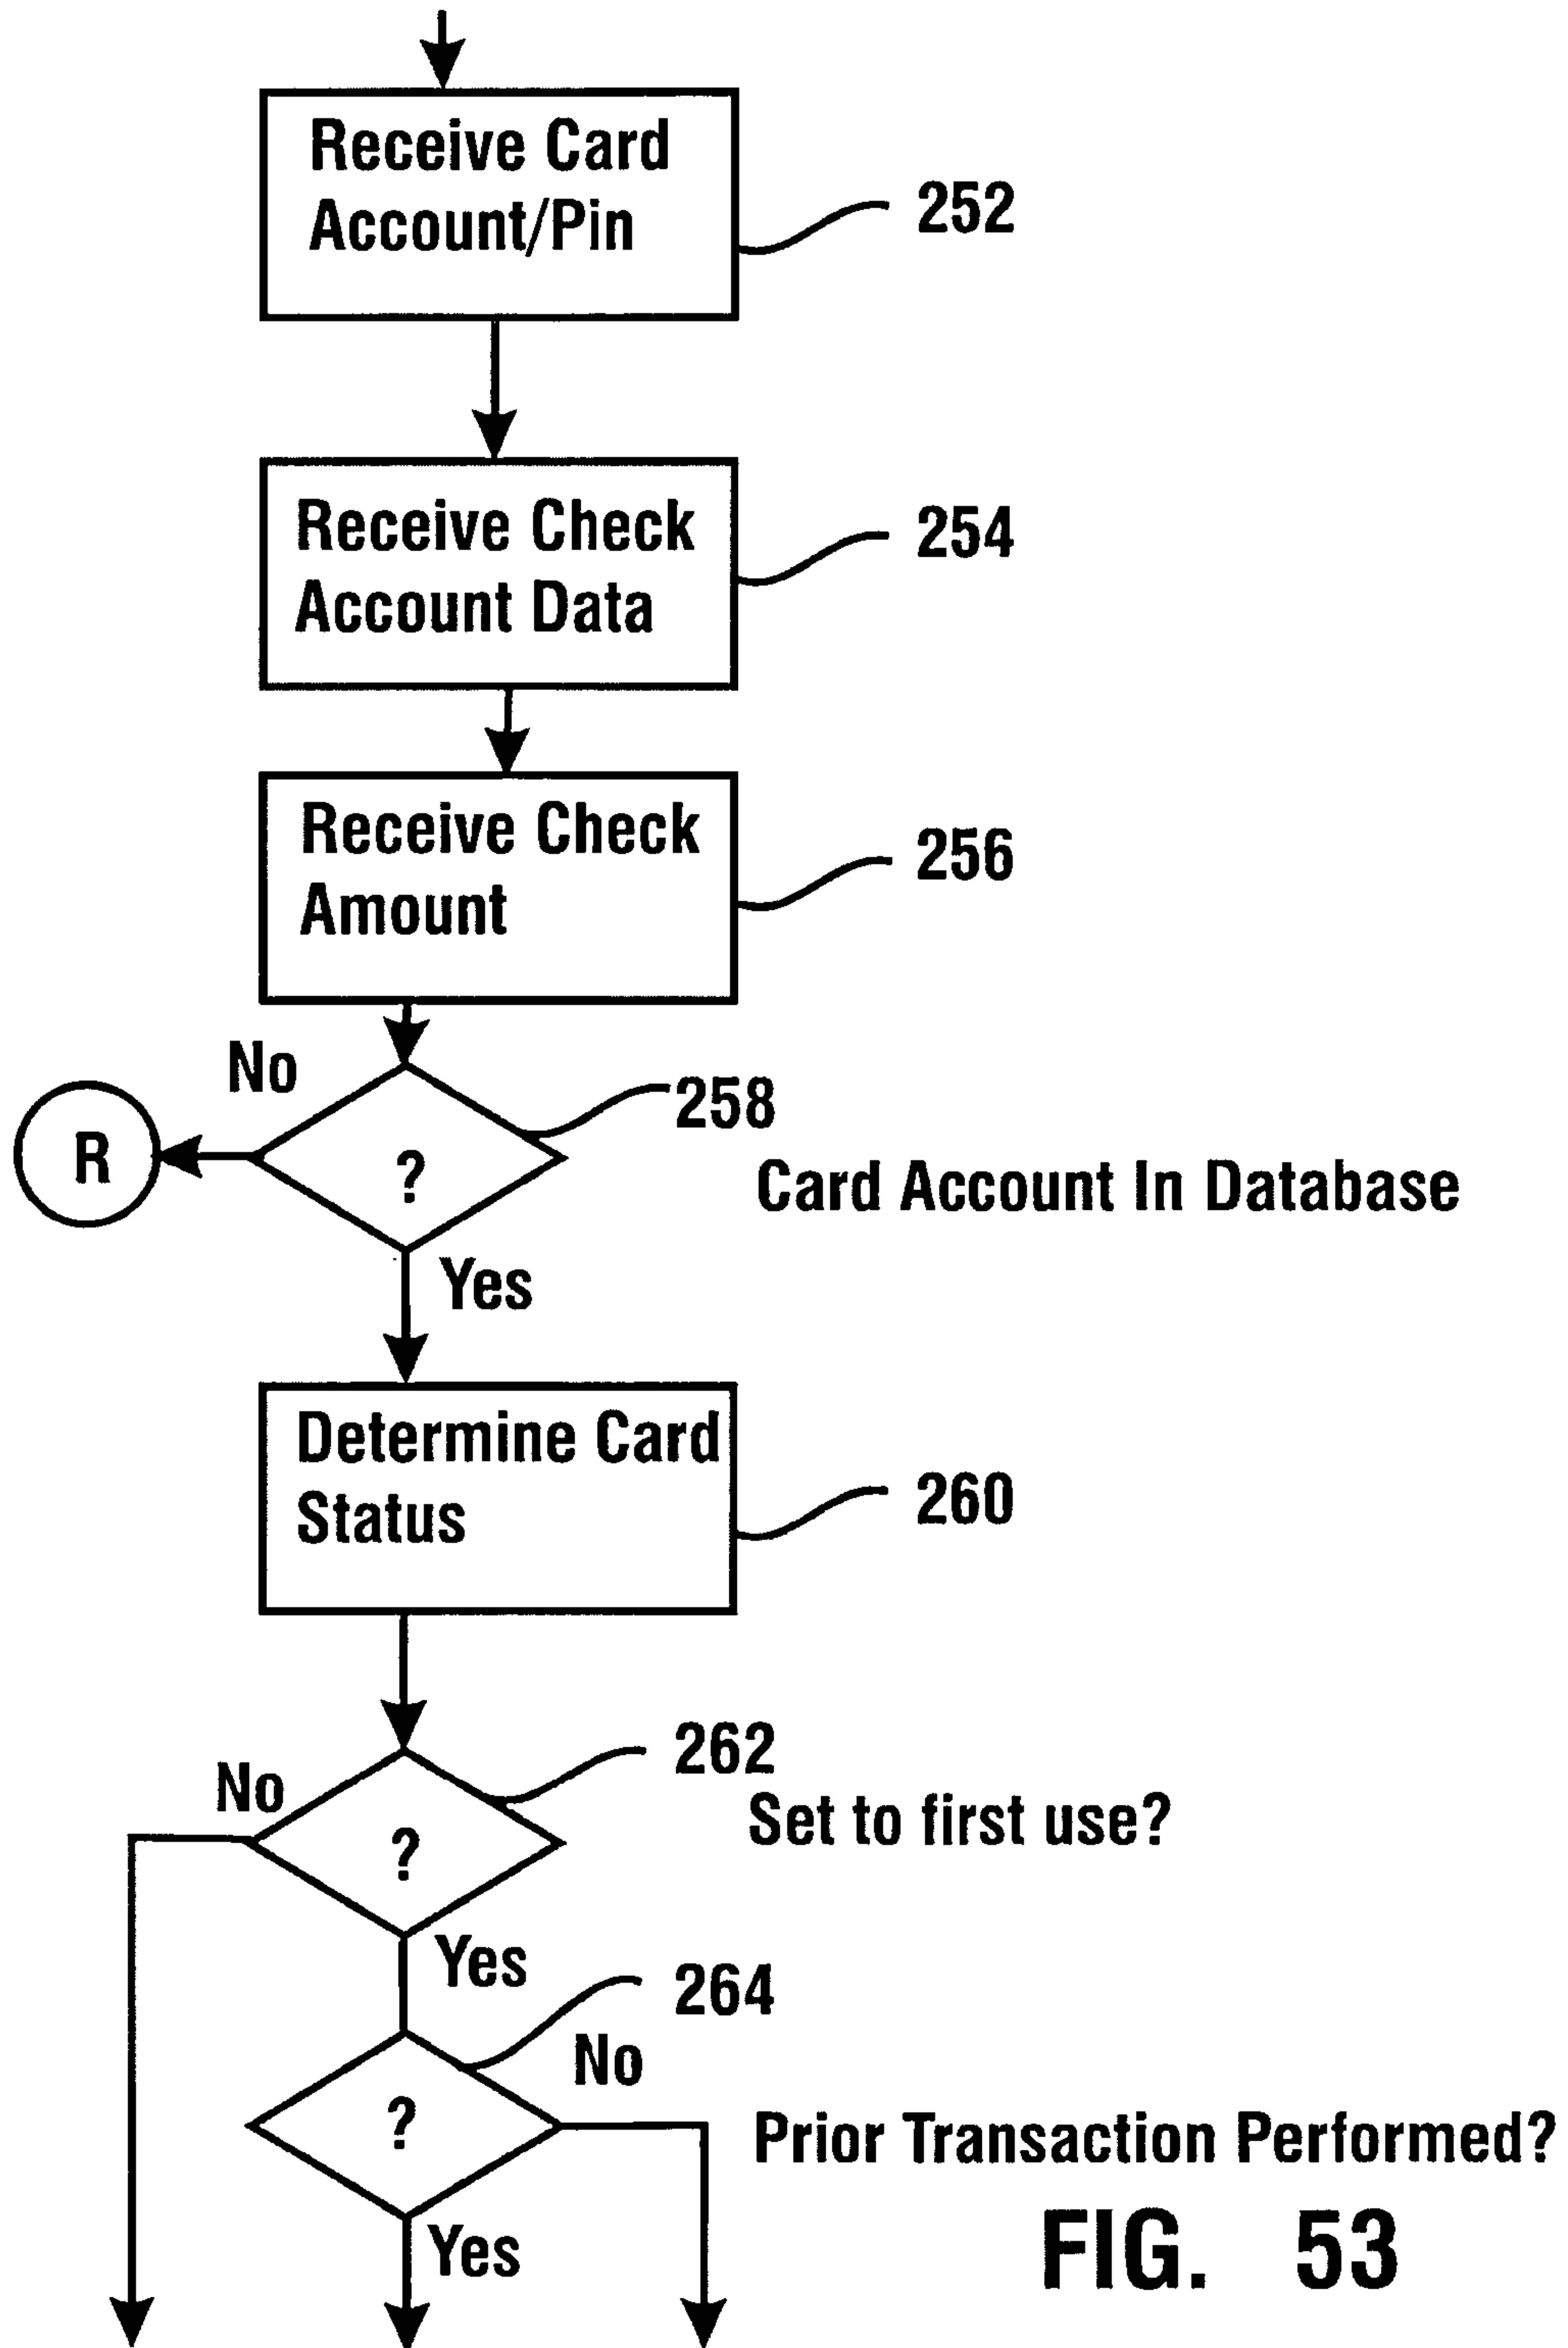 Receive Card
Account/Pin
252
Receive Check
Account Data
254
Receive Check
Amount
256
No
258
R
?
Card Account In Database
Yes
Determine Card
Status
260
262
No
Set to first use?
?
Yes
264
No
?
Prior Transaction Performed?
Yes
FIG. 53